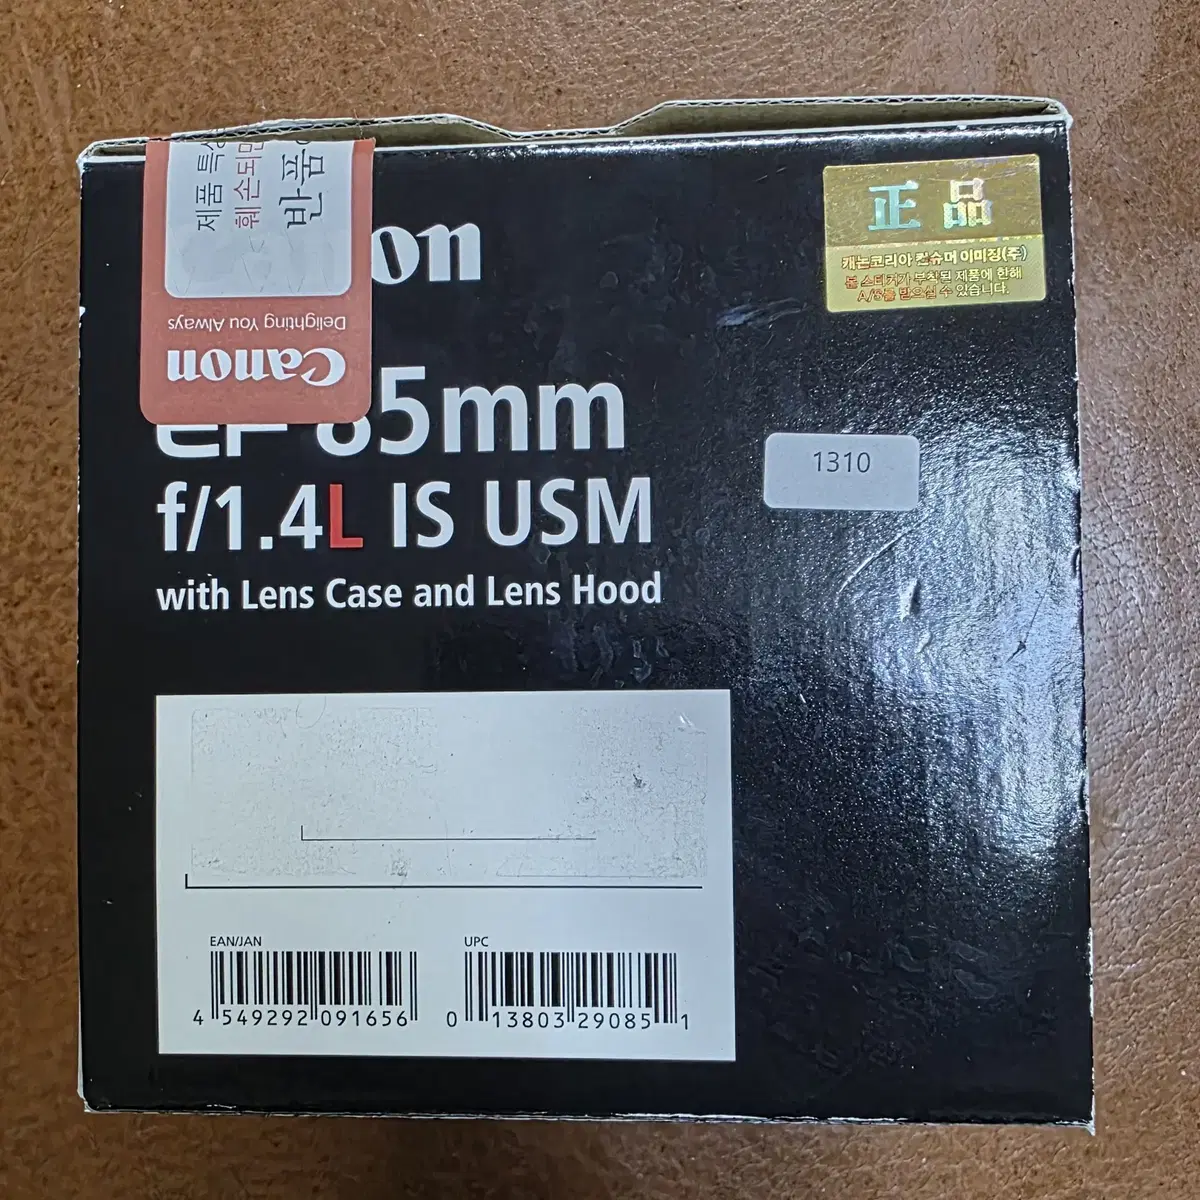 제품 특
훼손되면
반품
Delighting You Always
Canon
on
EF 85mm
f/1.4L IS USM
with Lens Case and Lens Hood
正品
캐논코리아 컨슈머 이미징(주)
본 스티커가 부착된 제품에 한해
A/S를 받으실 수 있습니다.
1310
EAN/JAN
4 549292 091656
UPC
0 13803 29085 1